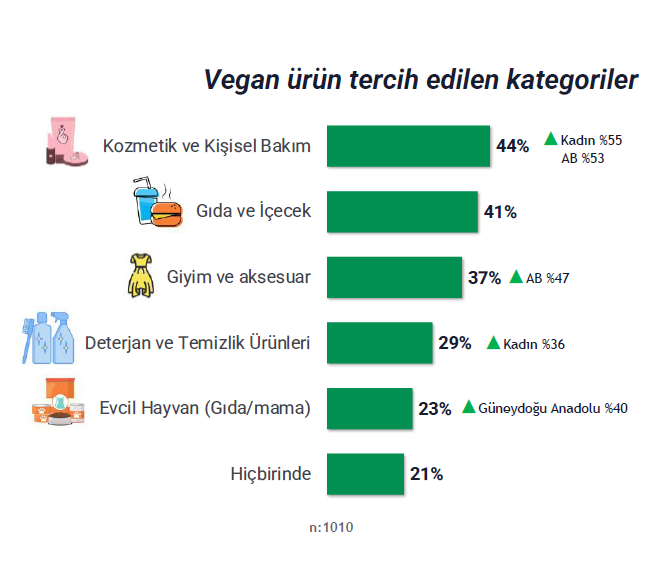 Vegan ürün tercih edilen kategoriler
Kozmetik ve Kişisel Bakım 44% ▲ Kadın %55
AB %53
Gıda ve İçecek 41%
Giyim ve aksesuar 37% ▲ AB %47
Deterjan ve Temizlik Ürünleri 29% ▲ Kadın %36
Evcil Hayvan (Gıda/mama) 23% ▲ Güneydoğu Anadolu %40
Hiçbirinde 21%
n:1010